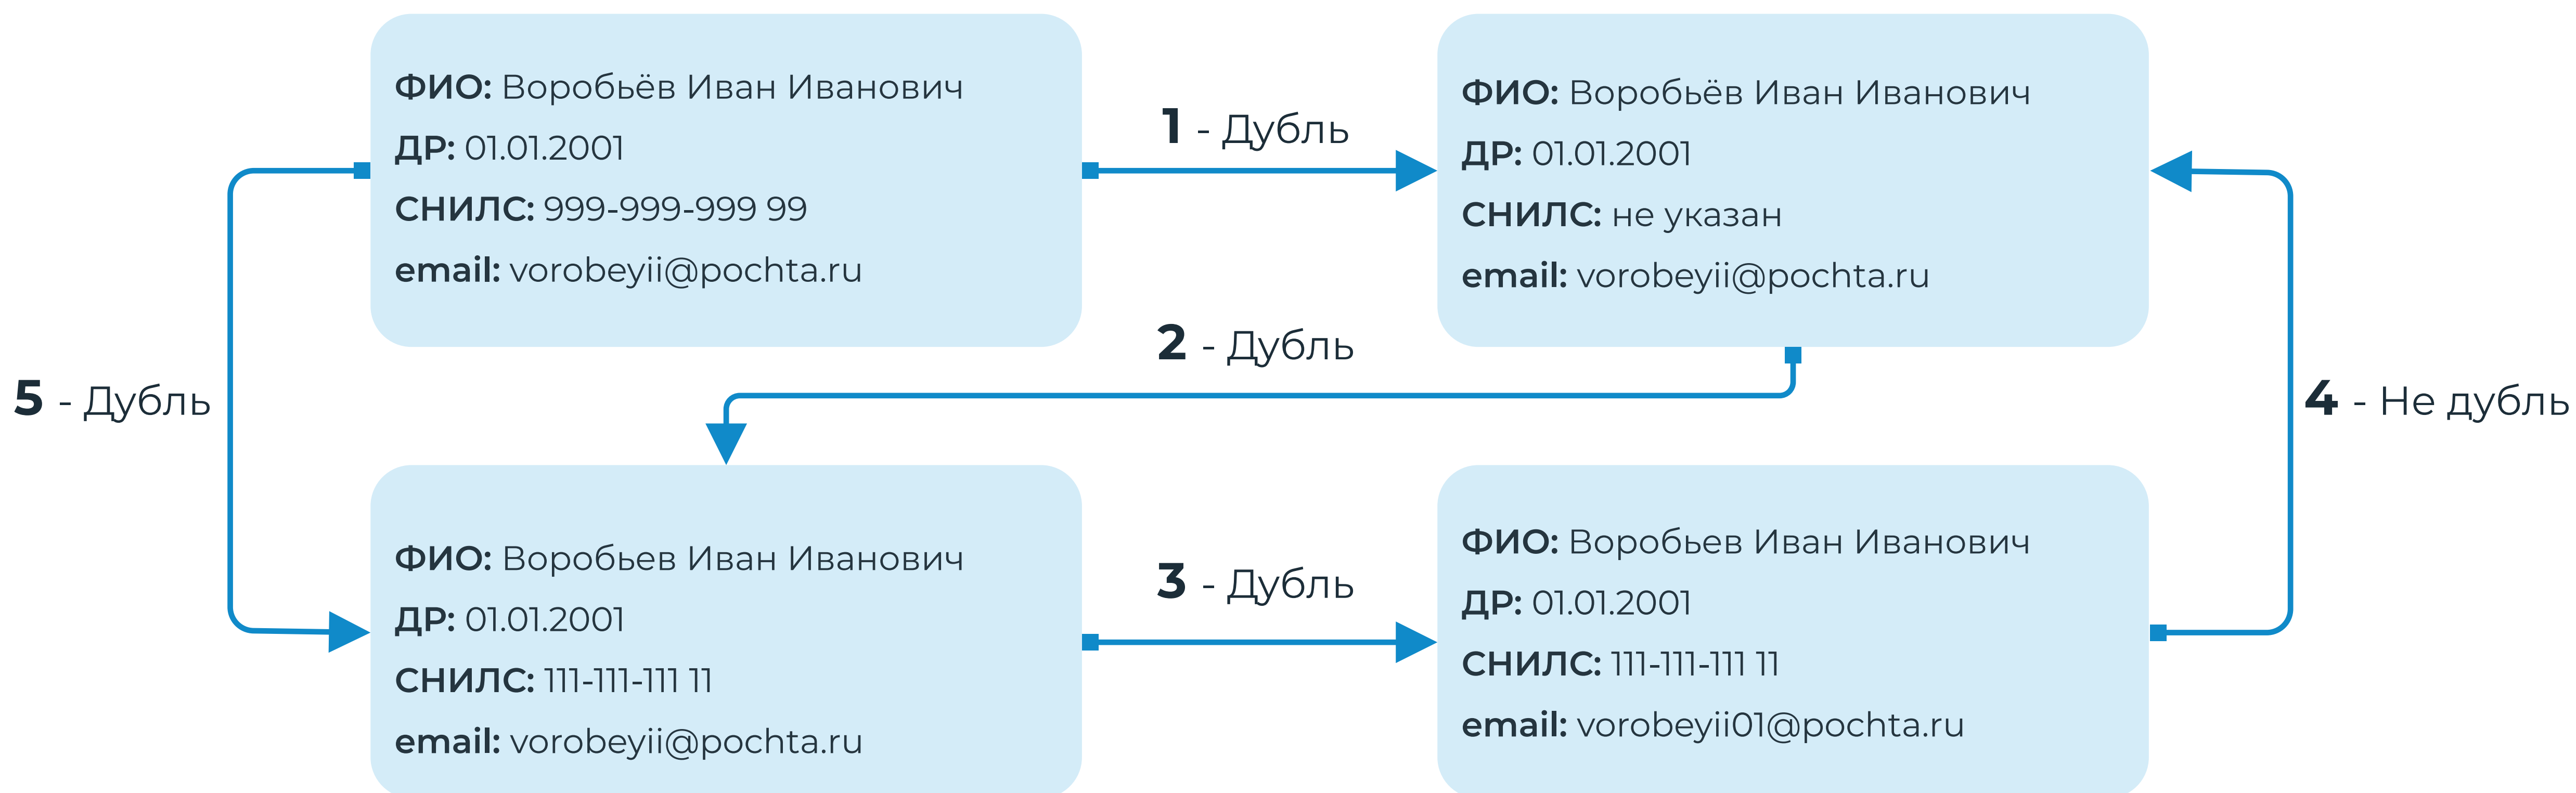 ФИО: Воробьёв Иван Иванович
ДР: 01.01.2001
СНИЛС: 999-999-999 99
email: vorobeyii@pochta.ru
1 - Дубль
ФИО: Воробьёв Иван Иванович
ДР: 01.01.2001
СНИЛС: не указан
email: vorobeyii@pochta.ru
2 - Дубль
5 - Дубль
4 - Не дубль
ФИО: Воробьев Иван Иванович
ДР: 01.01.2001
СНИЛС: 111-111-111 11
email: vorobeyii@pochta.ru
3 - Дубль
ФИО: Воробьев Иван Иванович
ДР: 01.01.2001
СНИЛС: 111-111-111 11
email: vorobeyii01@pochta.ru